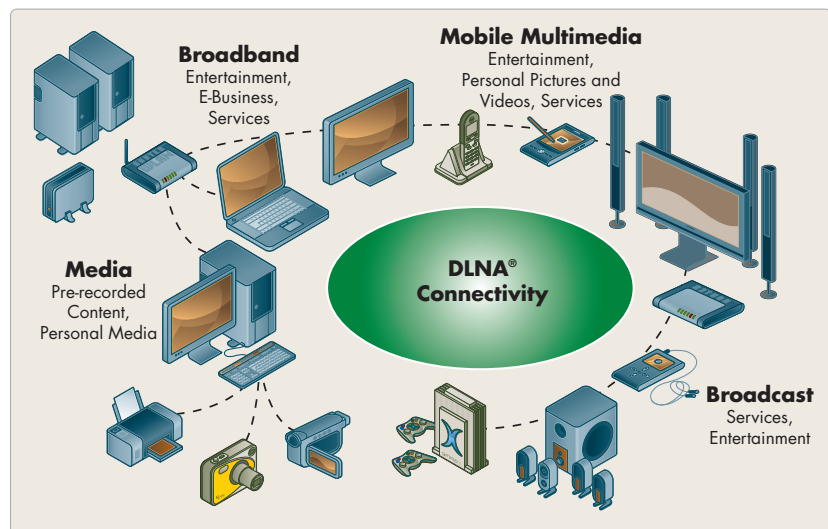 Broadband
Entertainment,
E-Business,
Services
Mobile Multimedia
Entertainment,
Personal Pictures and
Videos, Services
DLNA®
Connectivity
Media
Pre-recorded
Content,
Personal Media
Broadcast
Services,
Entertainment